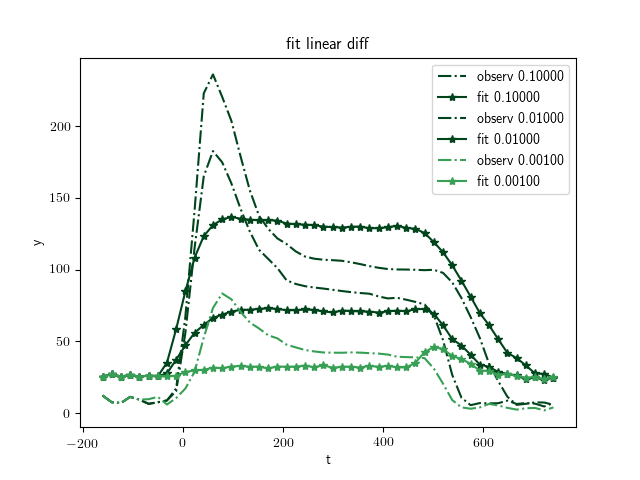 fit linear diff
observ 0.10000
fit 0.10000
observ 0.01000
fit 0.01000
observ 0.00100
fit 0.00100
y
200
150
100
50
0
−200
0
200
400
600
t